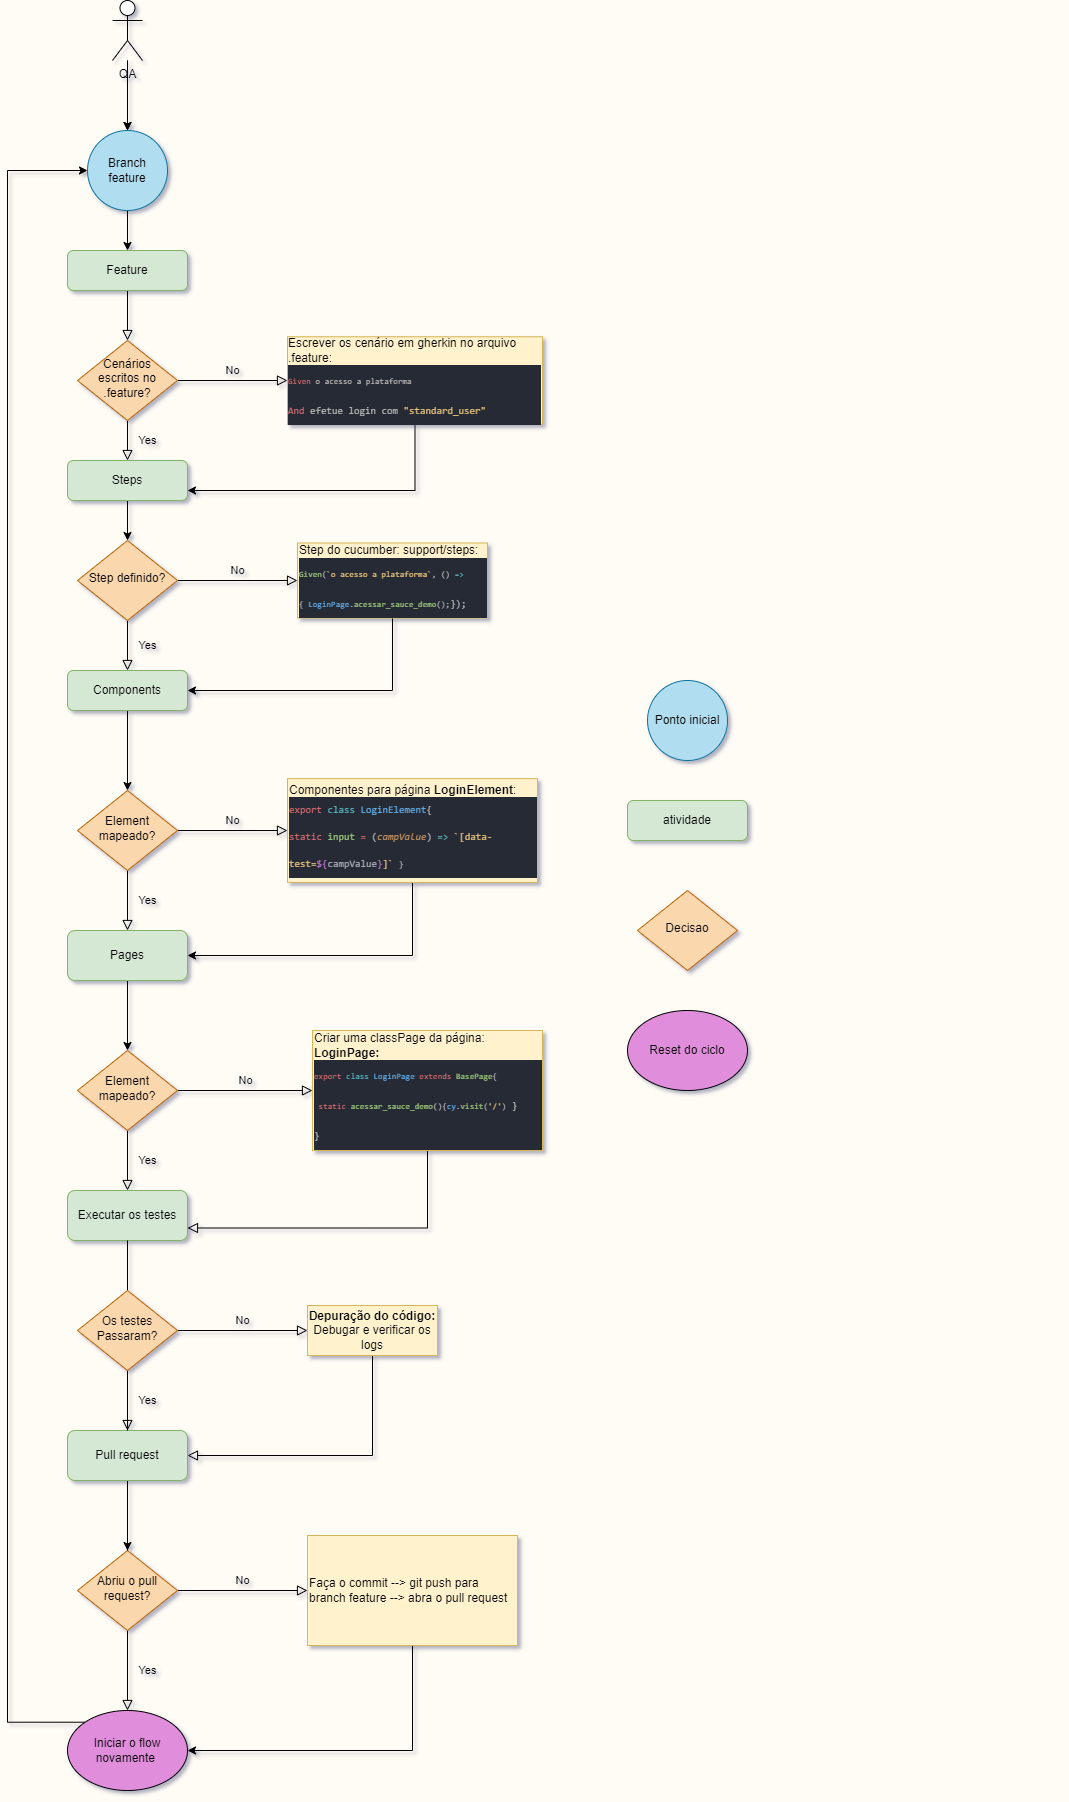 QA
Branch
feature
Feature
Cenários
escritos no
.feature?
No
Escrever os cenário em gherkin no arquivo
.feature:
Given o acesso a plataforma
And efetue login com "standard_user"
Yes
Steps
Step definido?
No
Step do cucumber: support/steps:
Given(`o acesso a plataforma`, () =>
{ LoginPage.acessar_sauce_demo();});
Yes
Components
Element
mapeado?
No
Componentes para página LoginElement:
export class LoginElement{
static input = (campValue) => `[data-
test=${campValue}]` }
Yes
Pages
Element
mapeado?
No
Criar uma classPage da página:
LoginPage:
export class LoginPage extends BasePage{
static acessar_sauce_demo(){cy.visit('/') }
}
Yes
Executar os testes
Os testes
Passaram?
No
Depuração do código:
Debugar e verificar os
logs
Yes
Pull request
Abriu o pull
request?
No
Faça o commit --> git push para
branch feature --> abra o pull request
Yes
Iniciar o flow
novamente
Ponto inicial
atividade
Decisao
Reset do ciclo